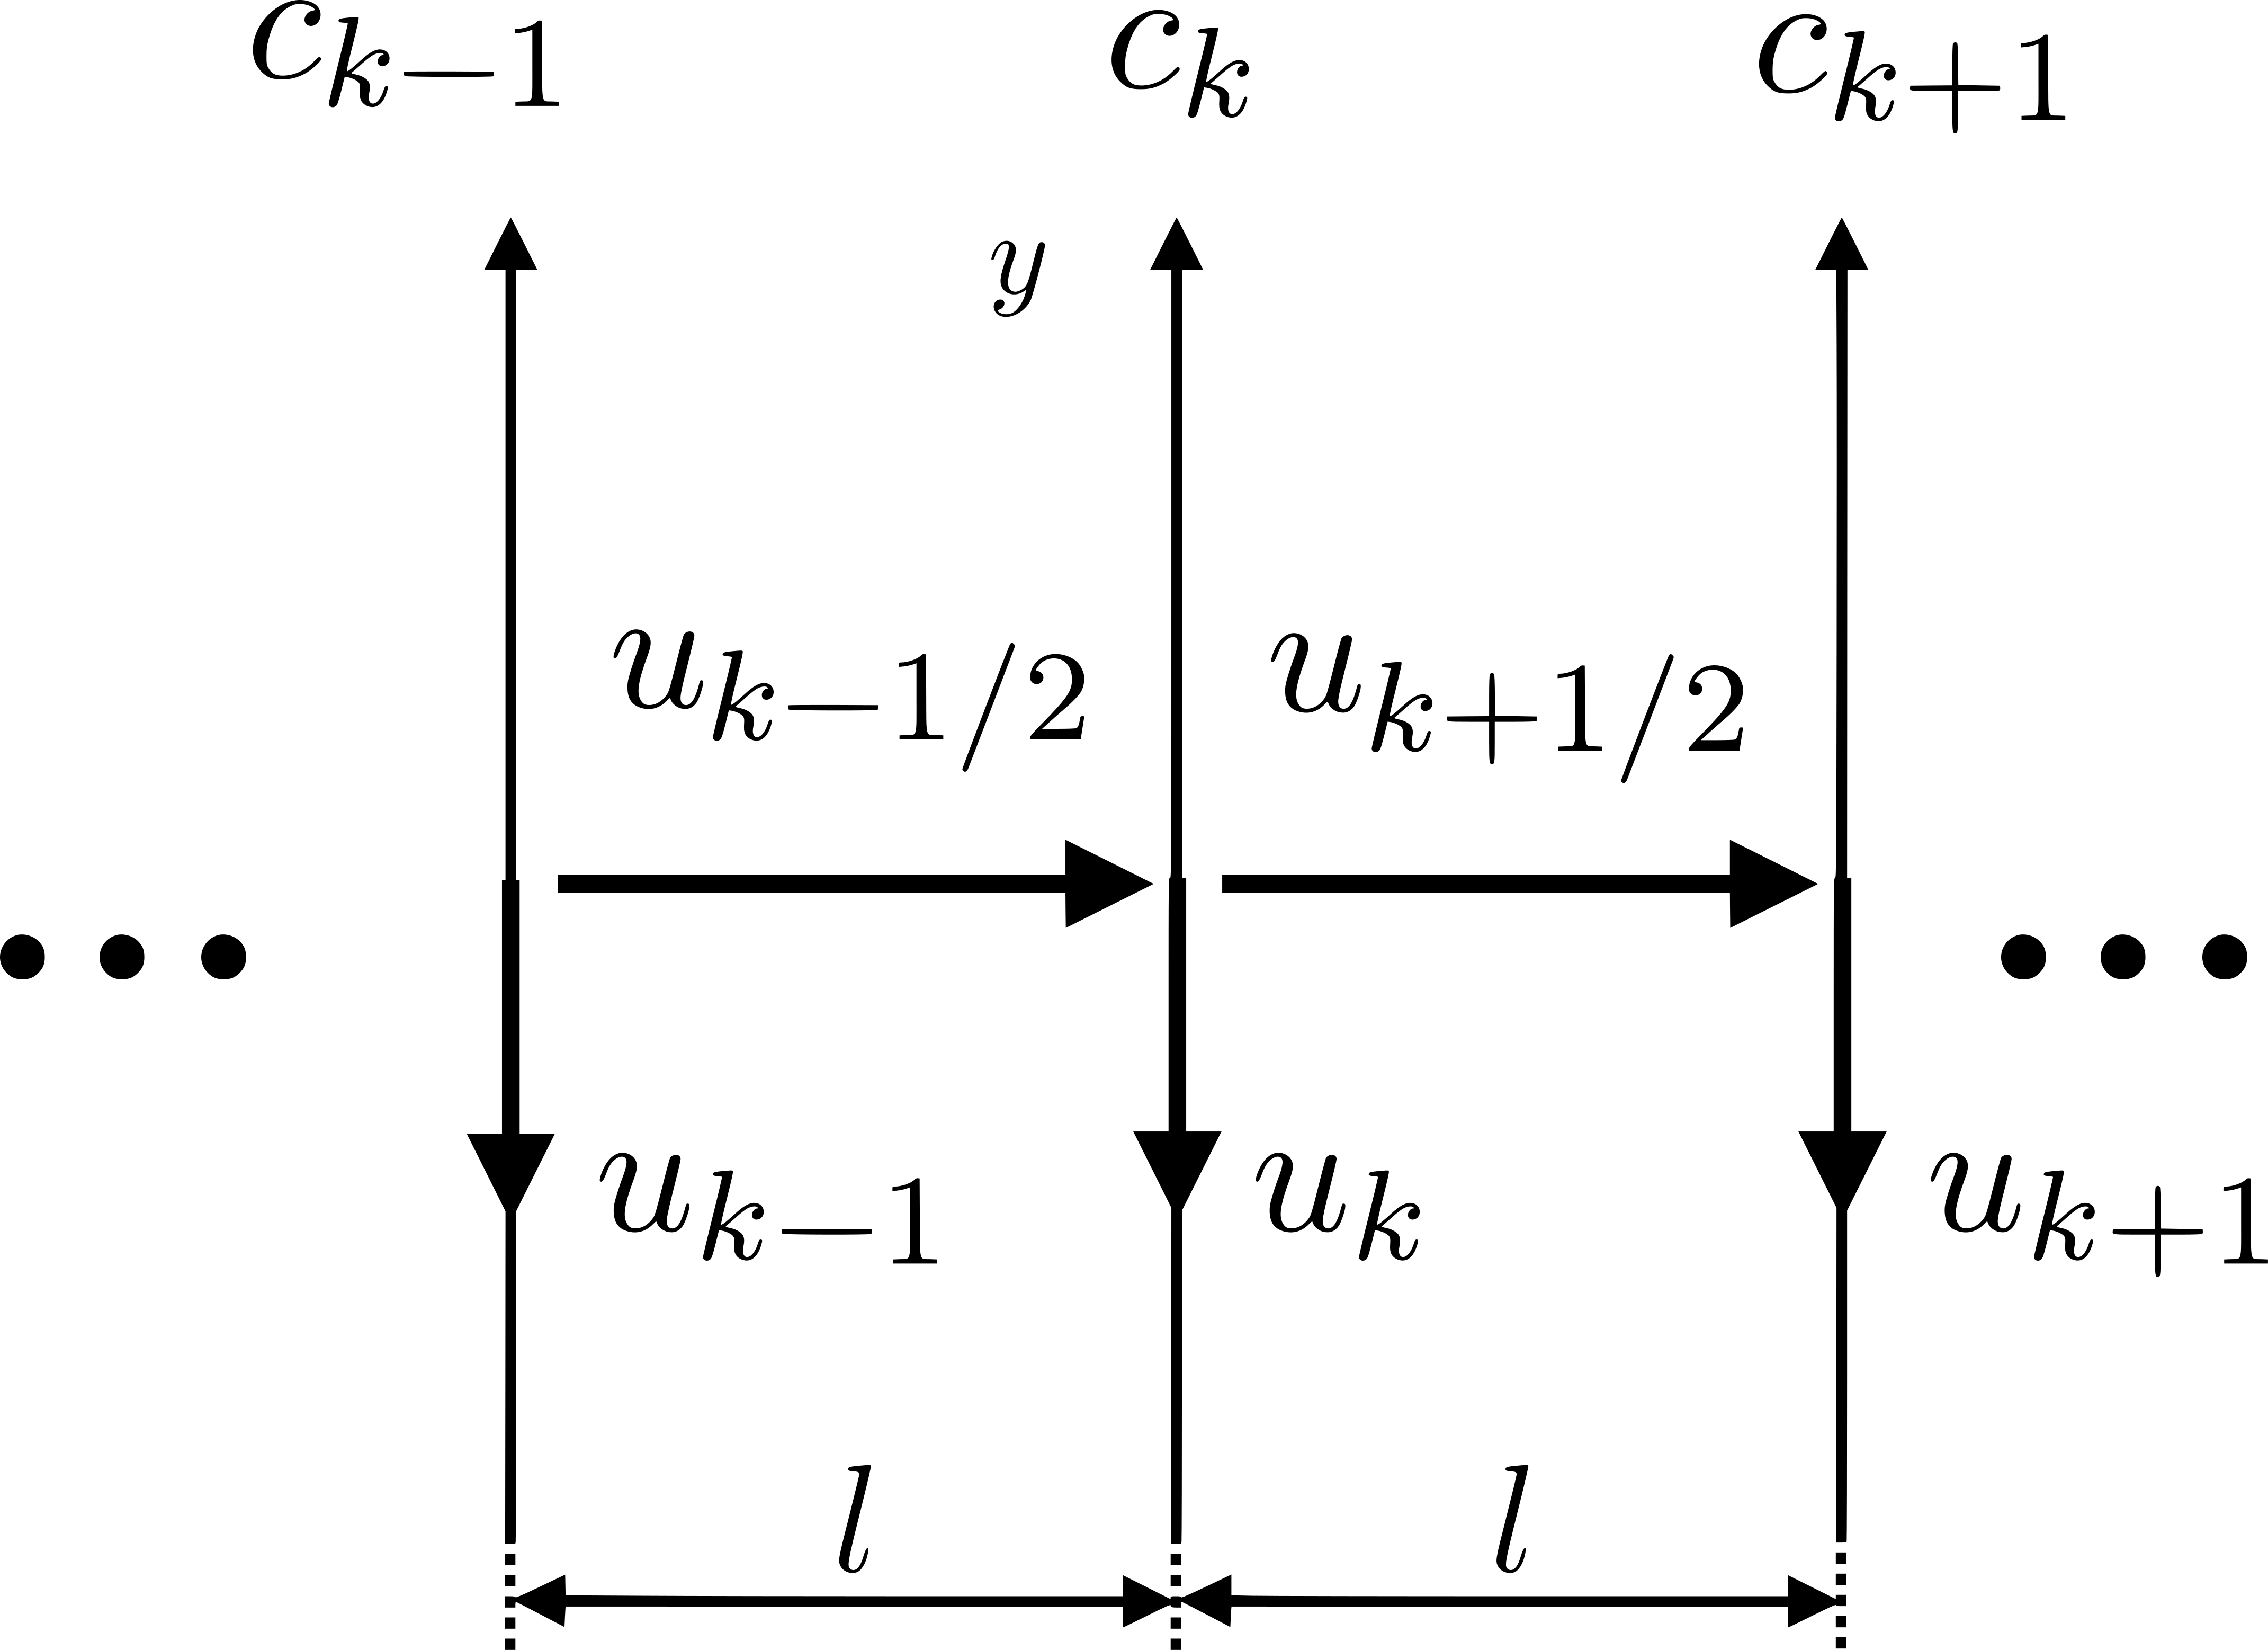 c_{k-1} c_k c_{k+1}
y
u_{k-1/2} u_{k+1/2}
u_{k-1} u_k u_{k+1}
l l